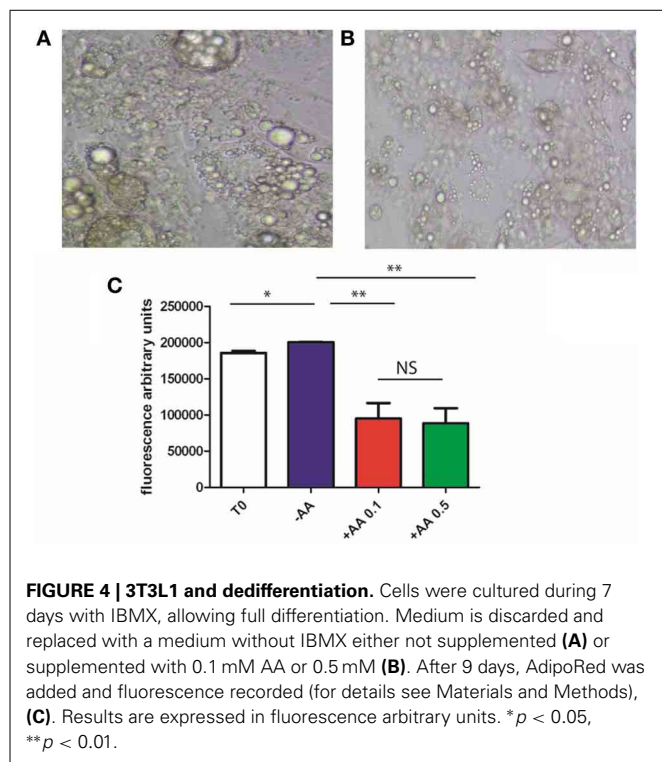 A
B
C
fluorescence arbitrary units
250000
200000
150000
100000
50000
0
*
**
**
NS
T0
-AA
+AA 0.1
+AA 0.5
FIGURE 4 | 3T3L1 and dedifferentiation. Cells were cultured during 7
days with IBMX, allowing full differentiation. Medium is discarded and
replaced with a medium without IBMX either not supplemented (A) or
supplemented with 0.1 mM AA or 0.5 mM (B). After 9 days, AdipoRed was
added and fluorescence recorded (for details see Materials and Methods),
(C). Results are expressed in fluorescence arbitrary units. *p < 0.05,
**p < 0.01.